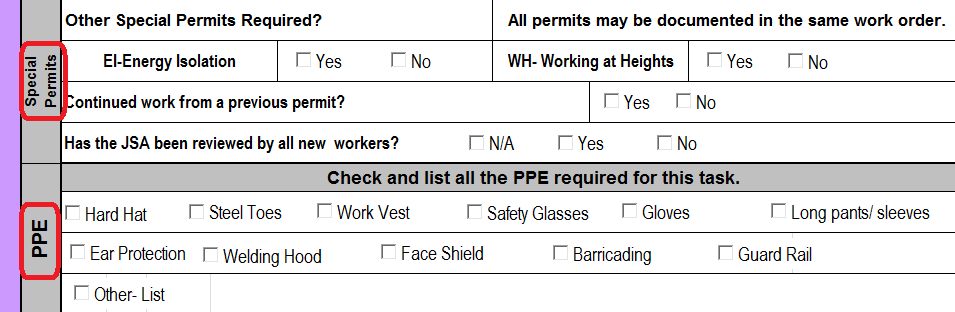 Other Special Permits Required? All permits may be documented in the same work order.
Special Permits
EI-Energy Isolation Yes No WH- Working at Heights Yes No
Continued work from a previous permit? Yes No
Has the JSA been reviewed by all new workers? N/A Yes No
Check and list all the PPE required for this task.
PPE
Hard Hat Steel Toes Work Vest Safety Glasses Gloves Long pants/ sleeves
Ear Protection Welding Hood Face Shield Barricading Guard Rail
Other- List